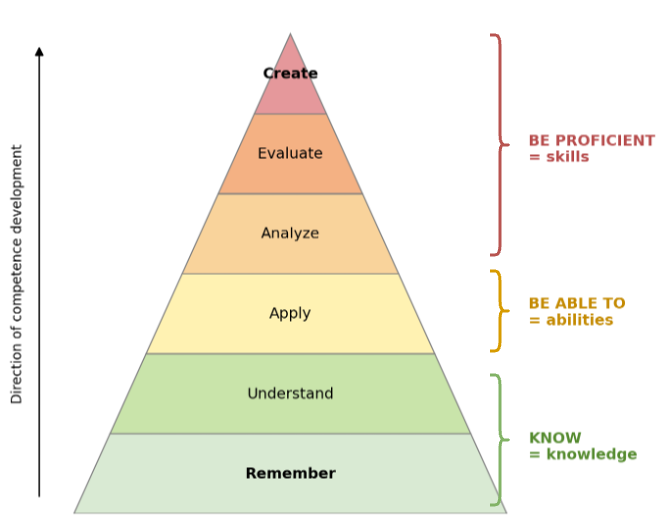 Direction of competence development
Create
Evaluate
Analyze
Apply
Understand
Remember
BE PROFICIENT
= skills
BE ABLE TO
= abilities
KNOW
= knowledge